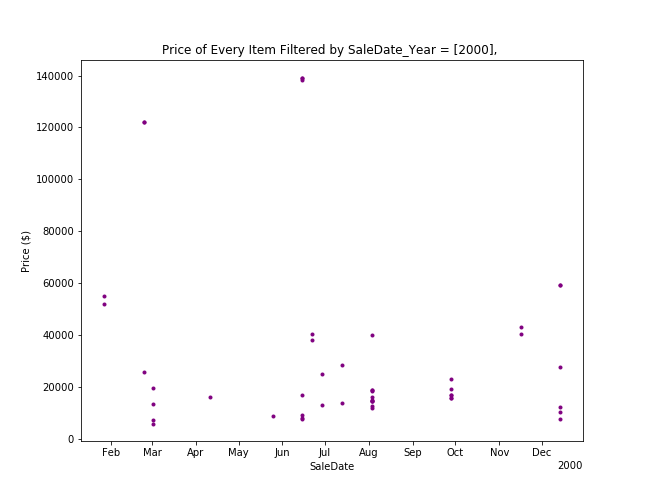 Price of Every Item Filtered by SaleDate_Year = [2000],
140000
120000
100000
80000
60000
40000
20000
0
Price ($)
Feb Mar Apr May Jun Jul Aug Sep Oct Nov Dec
SaleDate
2000